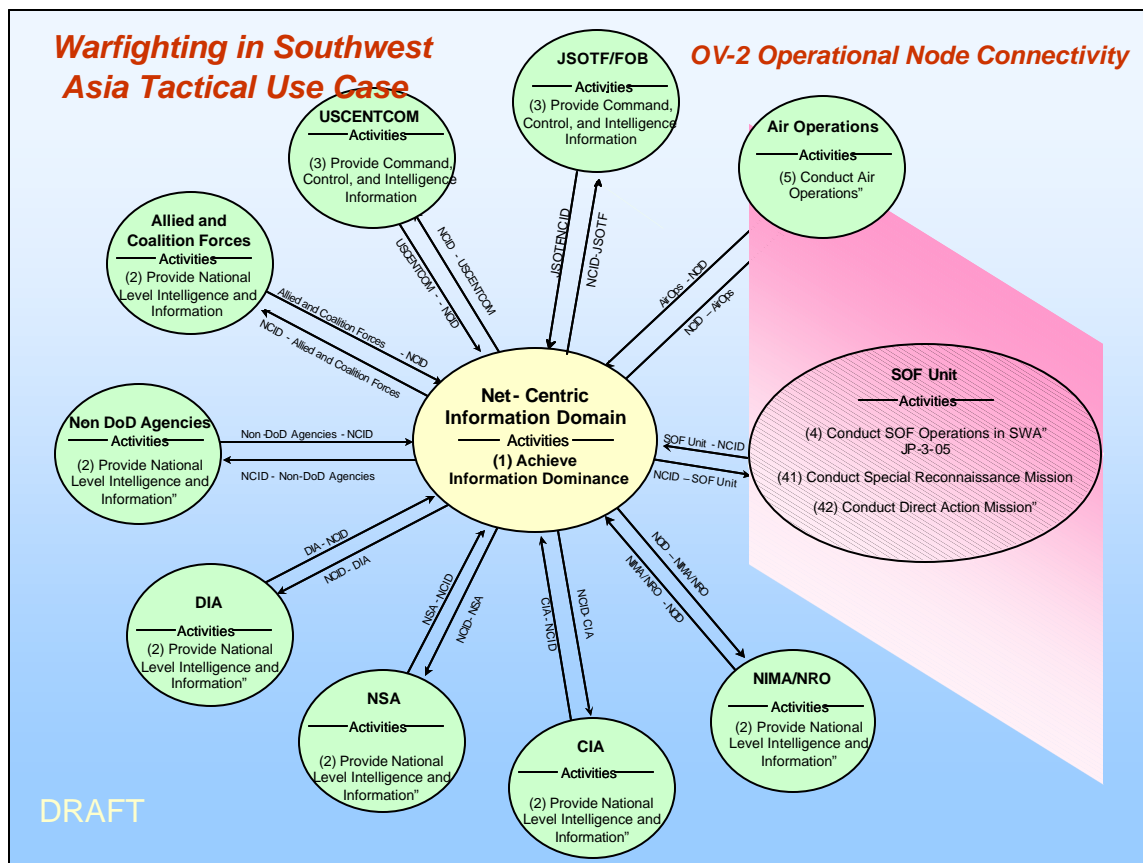 Warfighting in Southwest
Asia Tactical Use Case
OV-2 Operational Node Connectivity
JSOTF/FOB
Activities
(3) Provide Command,
Control, and Intelligence
Information
USCENTCOM
Activities
(3) Provide Command,
Control, and Intelligence
Information
Air Operations
Activities
(5) Conduct Air
Operations”
Allied and
Coalition Forces
Activities
(2) Provide National
Level Intelligence and
Information
NCID - USCENTCOM
USCENTCOM - - NCID
JSOTFNCID
NCID-JSOTF
AirOps - NCID
NCID – AirOps
Allied and Coalition Forces - NCID
NCID - Allied and Coalition Forces
Net- Centric
Information Domain
Activities
(1) Achieve
Information Dominance
SOF Unit
Activities
(4) Conduct SOF Operations in SWA”
JP-3-05
(41) Conduct Special Reconnaissance Mission
(42) Conduct Direct Action Mission”
SOF Unit - NCID
NCID – SOF Unit
Non DoD Agencies
Activities
(2) Provide National
Level Intelligence and
Information”
Non-DoD Agencies - NCID
NCID - Non-DoD Agencies
DIA - NCID
NCID - DIA
NSA - NCID
NCID- NSA
CIA - NCID
NCID- CIA
NCID – NIMA/NRO
NIMA/NRO - NCID
DIA
Activities
(2) Provide National
Level Intelligence and
Information”
NSA
Activities
(2) Provide National
Level Intelligence and
Information”
CIA
Activities
(2) Provide National
Level Intelligence and
Information”
NIMA/NRO
Activities
(2) Provide National
Level Intelligence and
Information”
DRAFT